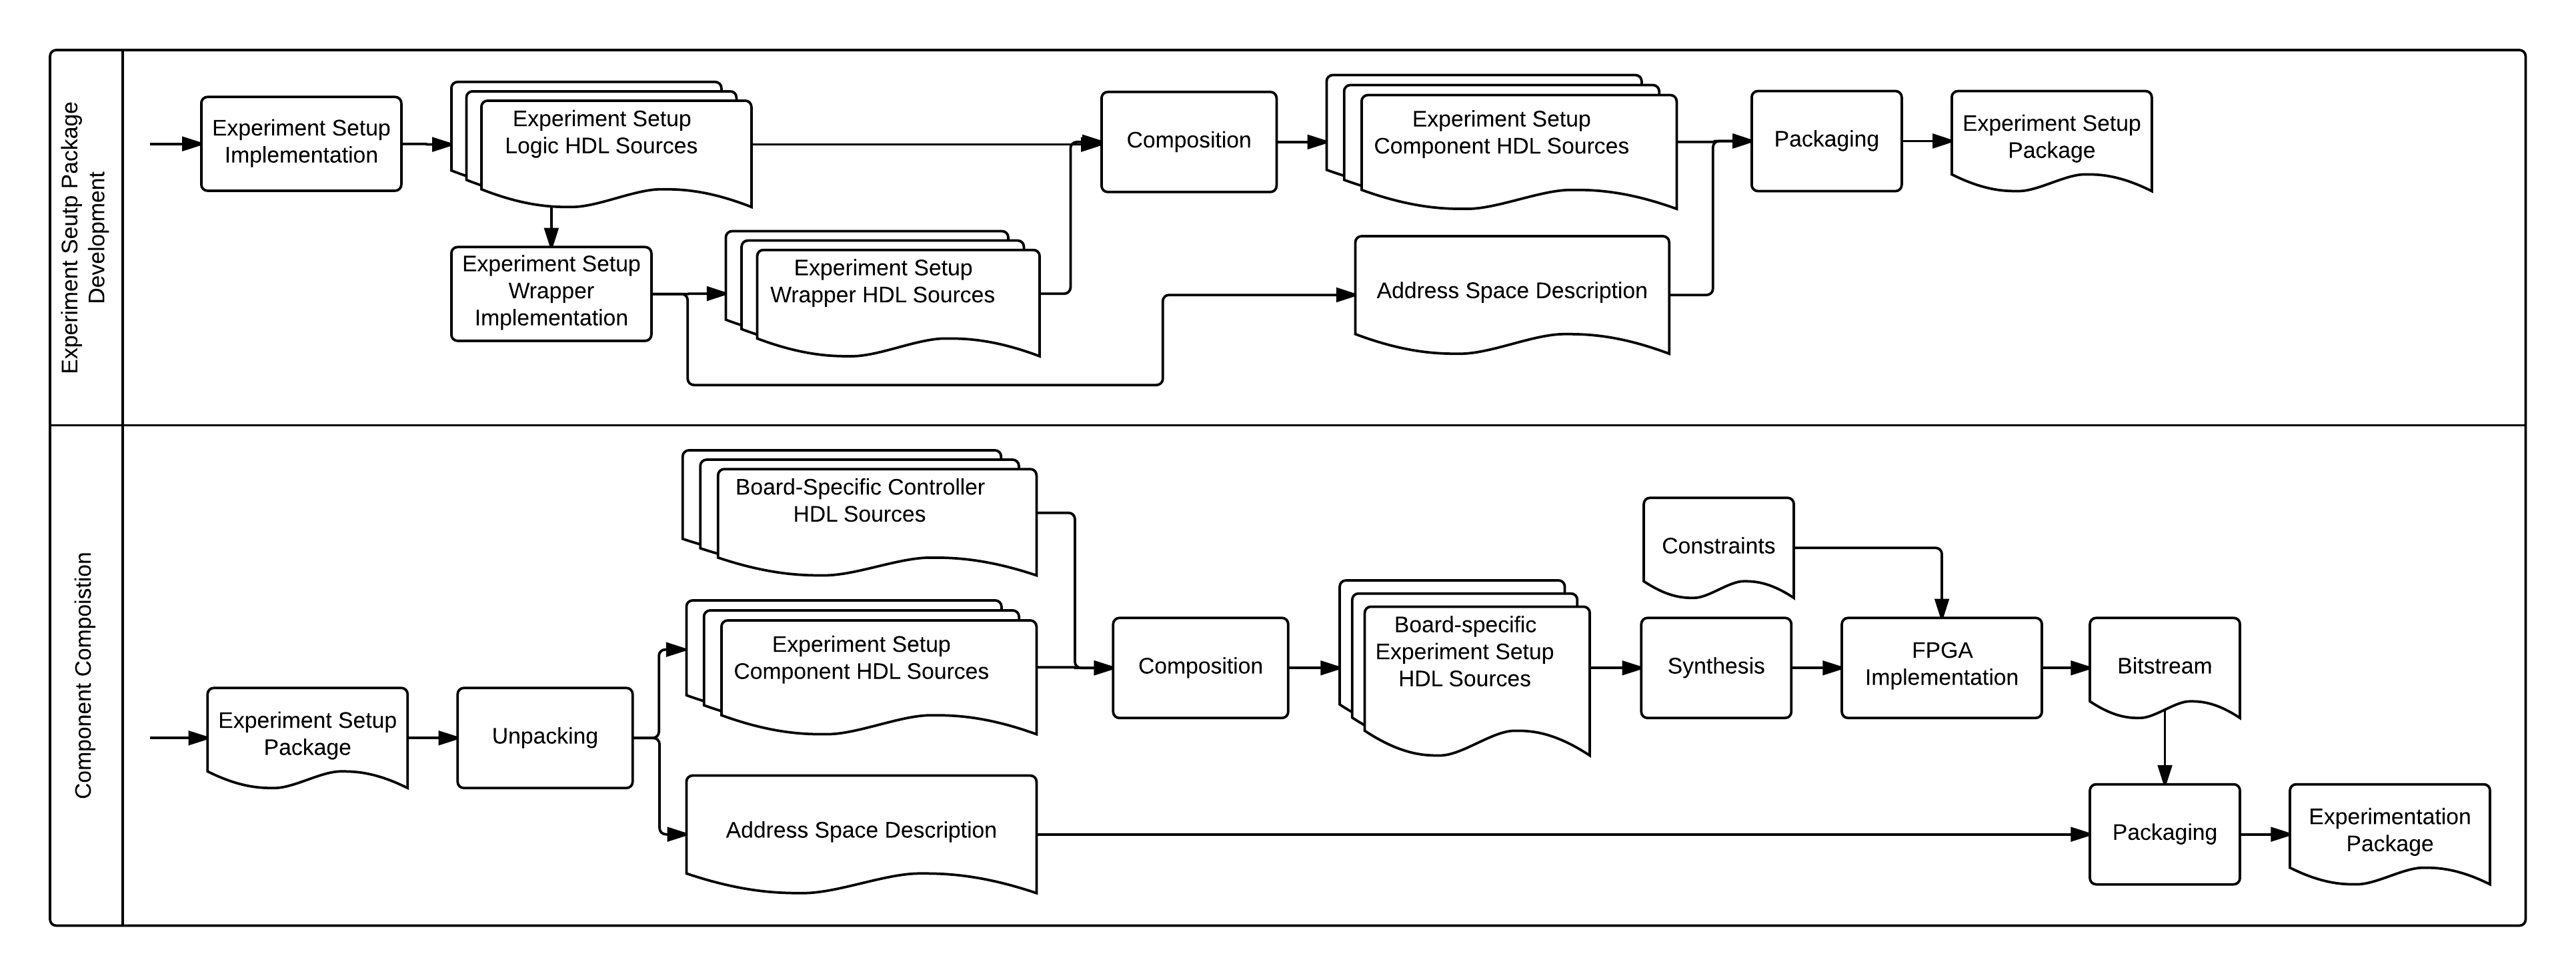 Experiment Seutp Package
Development
Experiment Setup
Implementation
Experiment Setup
Logic HDL Sources
Composition
Experiment Setup
Component HDL Sources
Packaging
Experiment Setup
Package
Experiment Setup
Wrapper
Implementation
Experiment Setup
Wrapper HDL Sources
Address Space Description
Component Compoistion
Board-Specific Controller
HDL Sources
Constraints
Experiment Setup
Component HDL Sources
Composition
Board-specific
Experiment Setup
HDL Sources
Synthesis
FPGA
Implementation
Bitstream
Experiment Setup
Package
Unpacking
Address Space Description
Packaging
Experimentation
Package